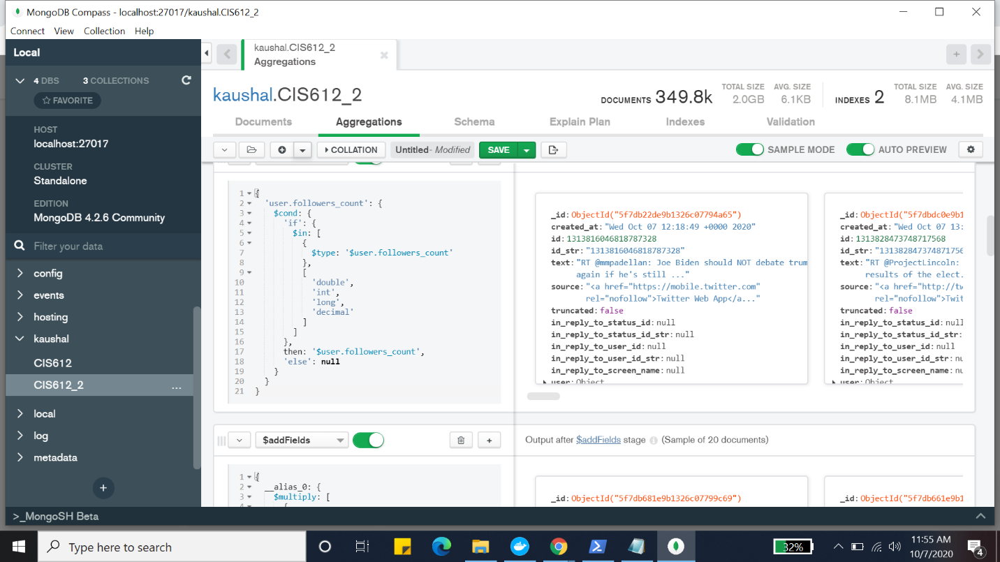 MongoDB Compass - localhost:27017/kaushal.CIS612_2
Connect View Collection Help
Local
4 DBS 3 COLLECTIONS
FAVORITE
HOST
localhost:27017
CLUSTER
Standalone
EDITION
MongoDB 4.2.6 Community
Filter your data
config
events
hosting
kaushal
CIS612
CIS612_2 ...
local
log
metadata
+
kaushal.CIS612_2
Aggregations
kaushal.CIS612_2
DOCUMENTS 349.8k TOTAL SIZE 2.0GB AVG. SIZE 6.1KB INDEXES 2 TOTAL SIZE 8.1MB AVG. SIZE 4.1MB
Documents Aggregations Schema Explain Plan Indexes Validation
COLLATION Untitled- Modified SAVE SAMPLE MODE AUTO PREVIEW
1 {
2 'user.followers_count': {
3 $cond: {
4 'if': {
5 $in: [
6 {
7 $type: '$user.followers_count'
8 },
9 [
10 'double',
11 'int',
12 'long',
13 'decimal'
14 ]
15 ]
16 },
17 then: '$user.followers_count',
18 'else': null
19 }
20 }
21 }
_id: ObjectId("5f7db22de9b1326c07794a65")
created_at: "Wed Oct 07 12:18:49 +0000 2020"
id: 1313816046818787328
id_str: "1313816046818787328"
text: "RT @mmpadellan: Joe Biden should NOT debate trum
again if he's still ..."
source: "<a href="https://mobile.twitter.com"
rel="nofollow">Twitter Web App</a..."
truncated: false
in_reply_to_status_id: null
in_reply_to_status_id_str: null
in_reply_to_user_id: null
in_reply_to_user_id_str: null
in_reply_to_screen_name: null
user: Object
_id: ObjectId("5f7dbdc0e9b1
created_at: "Wed Oct 07 13:
id: 1313828473748717568
id_str: "131382847374871756
text: "RT @ProjectLincoln:
results of the elect.
source: "<a href="http://tw
rel="nofollow">Twit
truncated: false
in_reply_to_status_id: null
in_reply_to_status_id_str:
in_reply_to_user_id: null
in_reply_to_user_id_str: nu
in_reply_to_screen_name: nu
user: Object
$addFields
Output after $addFields stage (Sample of 20 documents)
1 {
2 __alias_0: {
3 $multiply: [
4 {
_id: ObjectId("5f7db681e9b1326c07799c69")
_id: ObjectId("5f7db661e9b1
>_MongoSH Beta
Type here to search
32%
11:55 AM
10/7/2020
4